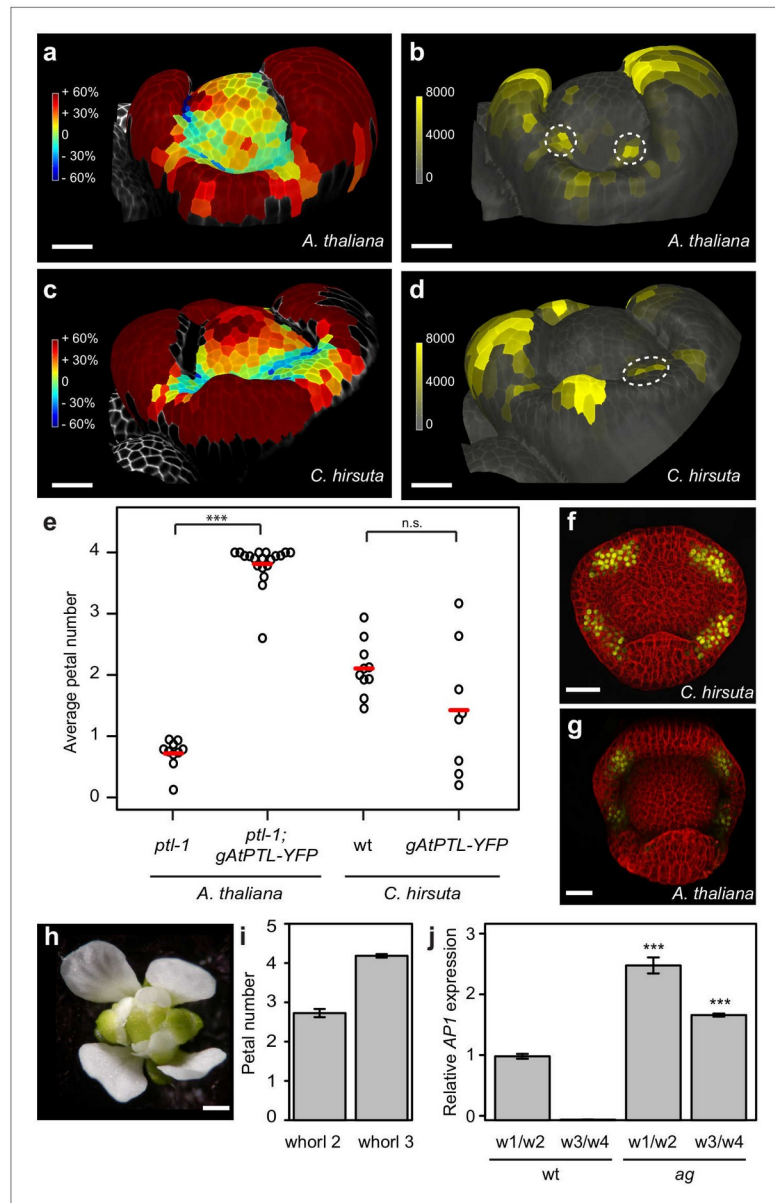 a
+ 60%
+ 30%
0
- 30%
- 60%
A. thaliana
b
8000
4000
0
A. thaliana
c
+ 60%
+ 30%
0
- 30%
- 60%
C. hirsuta
d
8000
4000
0
C. hirsuta
e
Average petal number
4
3
2
1
0
***
n.s.
ptl-1
ptl-1;
gAtPTL-YFP
wt
gAtPTL-YFP
A. thaliana
C. hirsuta
f
C. hirsuta
g
A. thaliana
h
i
Petal number
5
4
3
2
1
0
whorl 2
whorl 3
j
Relative AP1 expression
3
2
1
0
***
***
w1/w2
w3/w4
w1/w2
w3/w4
wt
ag